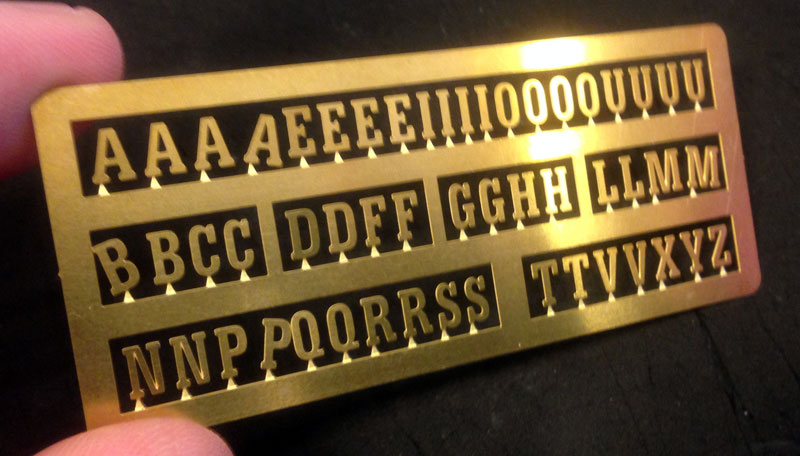 AAAAEEEEIIIIOOOOUUUU
BBCC DDFF GGHH LLMM
NNPPQQRRSS TTVVXYZ